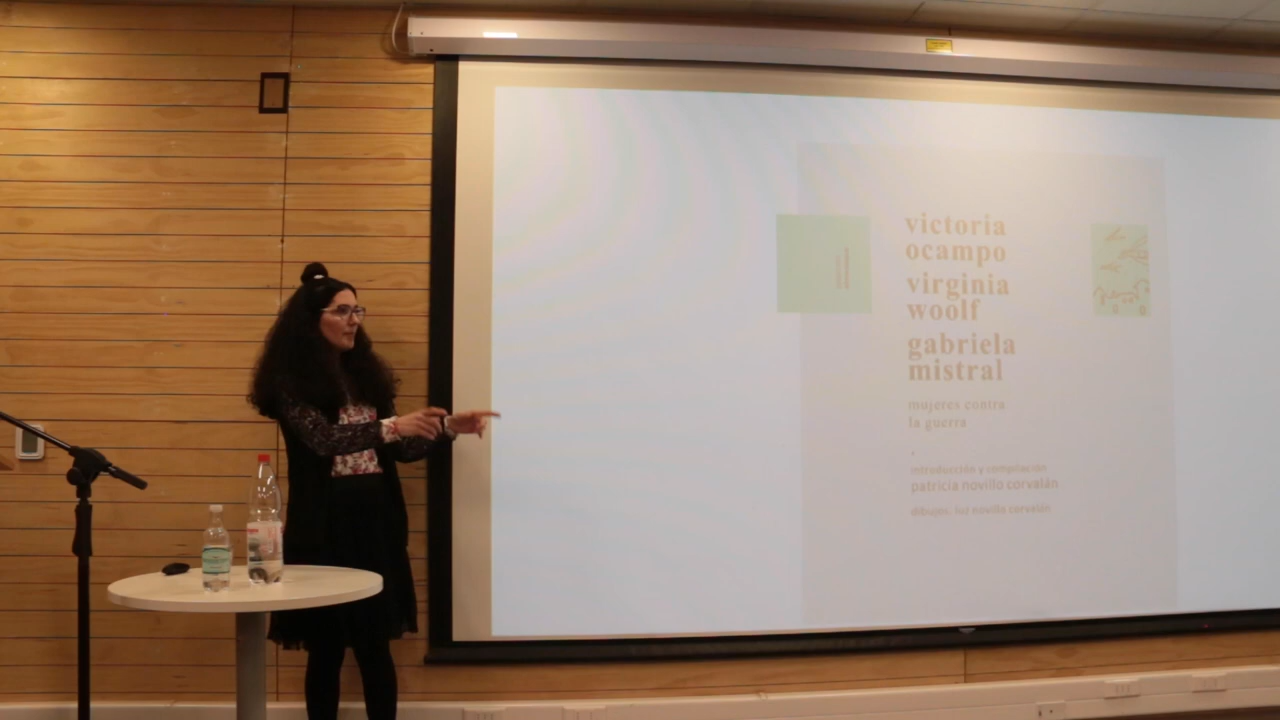 victoria
ocampo
virginia
woolf
gabriela
mistral
mujeres contra
la guerra
introducción y compilación
patricia novillo corvalán
dibujos: luz novillo corvalán